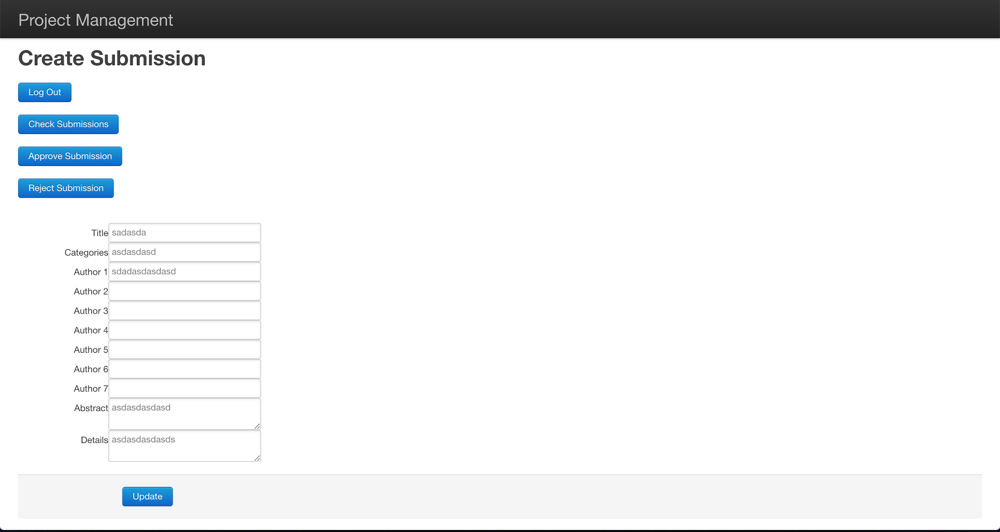 Project Management
Create Submission
Log Out
Check Submissions
Approve Submission
Reject Submission
Title sadasda
Categories asdasdasd
Author 1 sdadasdasdasd
Author 2
Author 3
Author 4
Author 5
Author 6
Author 7
Abstract asdasdasdasd
Details asdasdasdasds
Update